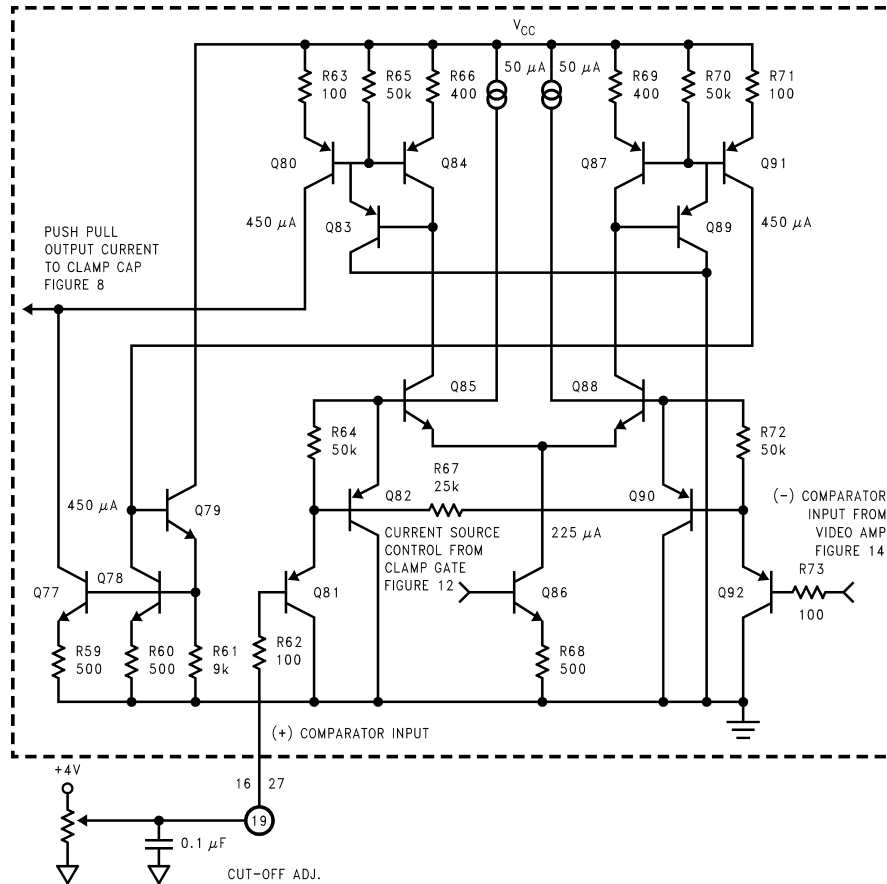 V_CC
R63
100
R65
50k
R66
400
50 μA
50 μA
R69
400
R70
50k
R71
100
Q80
Q84
Q87
Q91
450 μA
Q83
Q89
450 μA
PUSH PULL
OUTPUT CURRENT
TO CLAMP CAP
FIGURE 8
Q85
Q88
R64
50k
R72
50k
R67
25k
450 μA
Q79
Q82
Q90
CURRENT SOURCE
CONTROL FROM
CLAMP GATE
FIGURE 12
225 μA
(-) COMPARATOR
INPUT FROM
VIDEO AMP
FIGURE 14
Q77
Q78
Q81
Q86
Q92
R73
100
R59
500
R60
500
R61
9k
R62
100
R68
500
(+) COMPARATOR INPUT
+4V
16
27
19
0.1 μF
CUT-OFF ADJ.